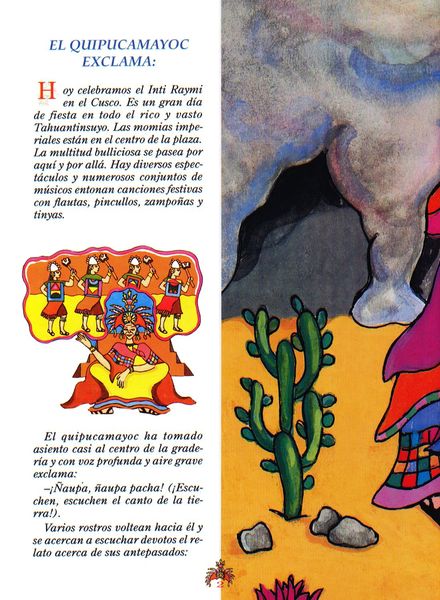 EL QUIPUCAMAYOC
EXCLAMA:
Hoy celebramos el Inti Raymi
en el Cusco. Es un gran día
de fiesta en todo el rico y vasto
Tahuantinsuyo. Las momias impe-
riales están en el centro de la plaza.
La multitud bulliciosa se pasea por
aquí y por allá. Hay diversos espec-
táculos y numerosos conjuntos de
músicos entonan canciones festivas
con flautas, pincullos, zampoñas y
tinyas.
El quipucamayoc ha tomado
asiento casi al centro de la grade-
ría y con voz profunda y aire grave
exclama:
–¡Ñaupa, ñaupa pacha! (¡Escu-
chen, escuchen el canto de la tie-
rra!).
Varios rostros voltean hacia él y
se acercan a escuchar devotos el re-
lato acerca de sus antepasados:
2